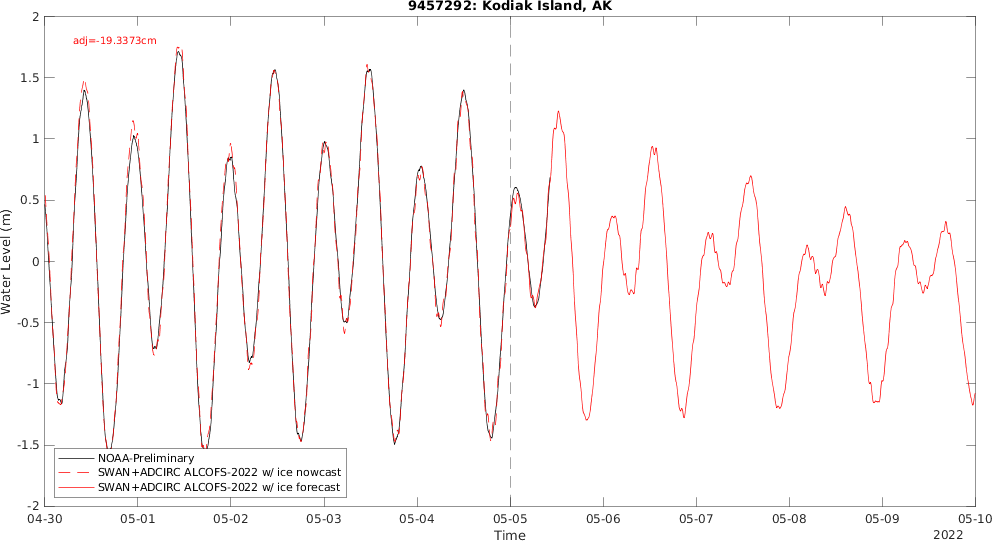 9457292: Kodiak Island, AK
adj=-19.3373cm
Water Level (m)
2
1.5
1
0.5
0
-0.5
-1
-1.5
-2
NOAA-Preliminary
SWAN+ADCIRC ALCOFS-2022 w/ ice nowcast
SWAN+ADCIRC ALCOFS-2022 w/ ice forecast
04-30 05-01 05-02 05-03 05-04 05-05 05-06 05-07 05-08 05-09 05-10
Time
2022